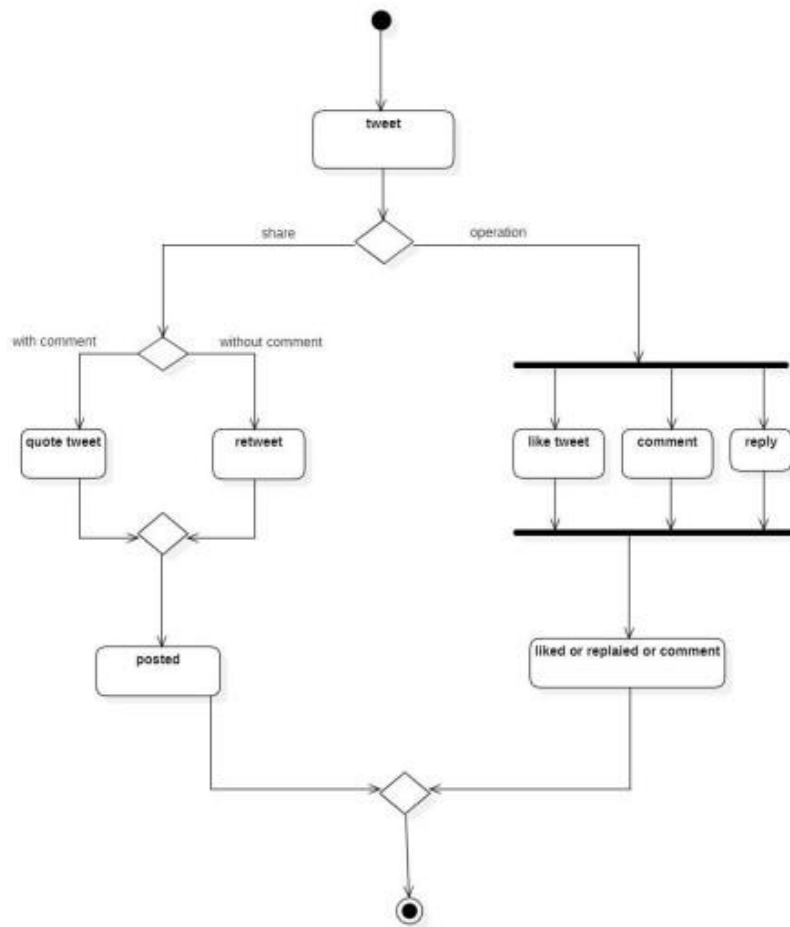 tweet
share
operation
with comment
without comment
quote tweet
retweet
like tweet
comment
reply
posted
liked or replaied or comment